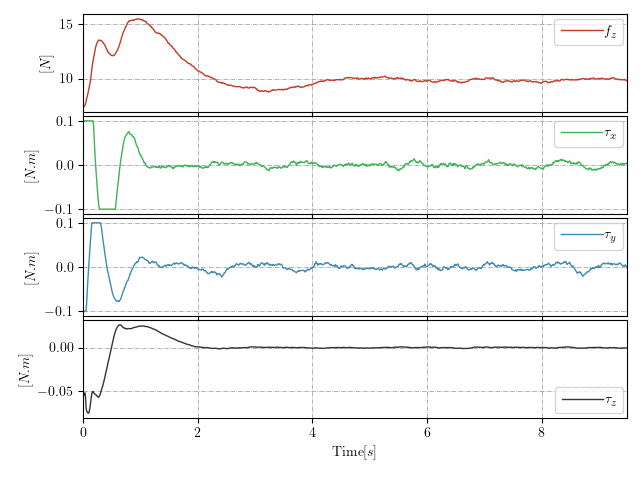 15
10
[N]
f_z
0.1
0.0
−0.1
[N.m]
τ_x
0.1
0.0
−0.1
[N.m]
τ_y
0.00
−0.05
[N.m]
τ_z
0 2 4 6 8
Time[s]